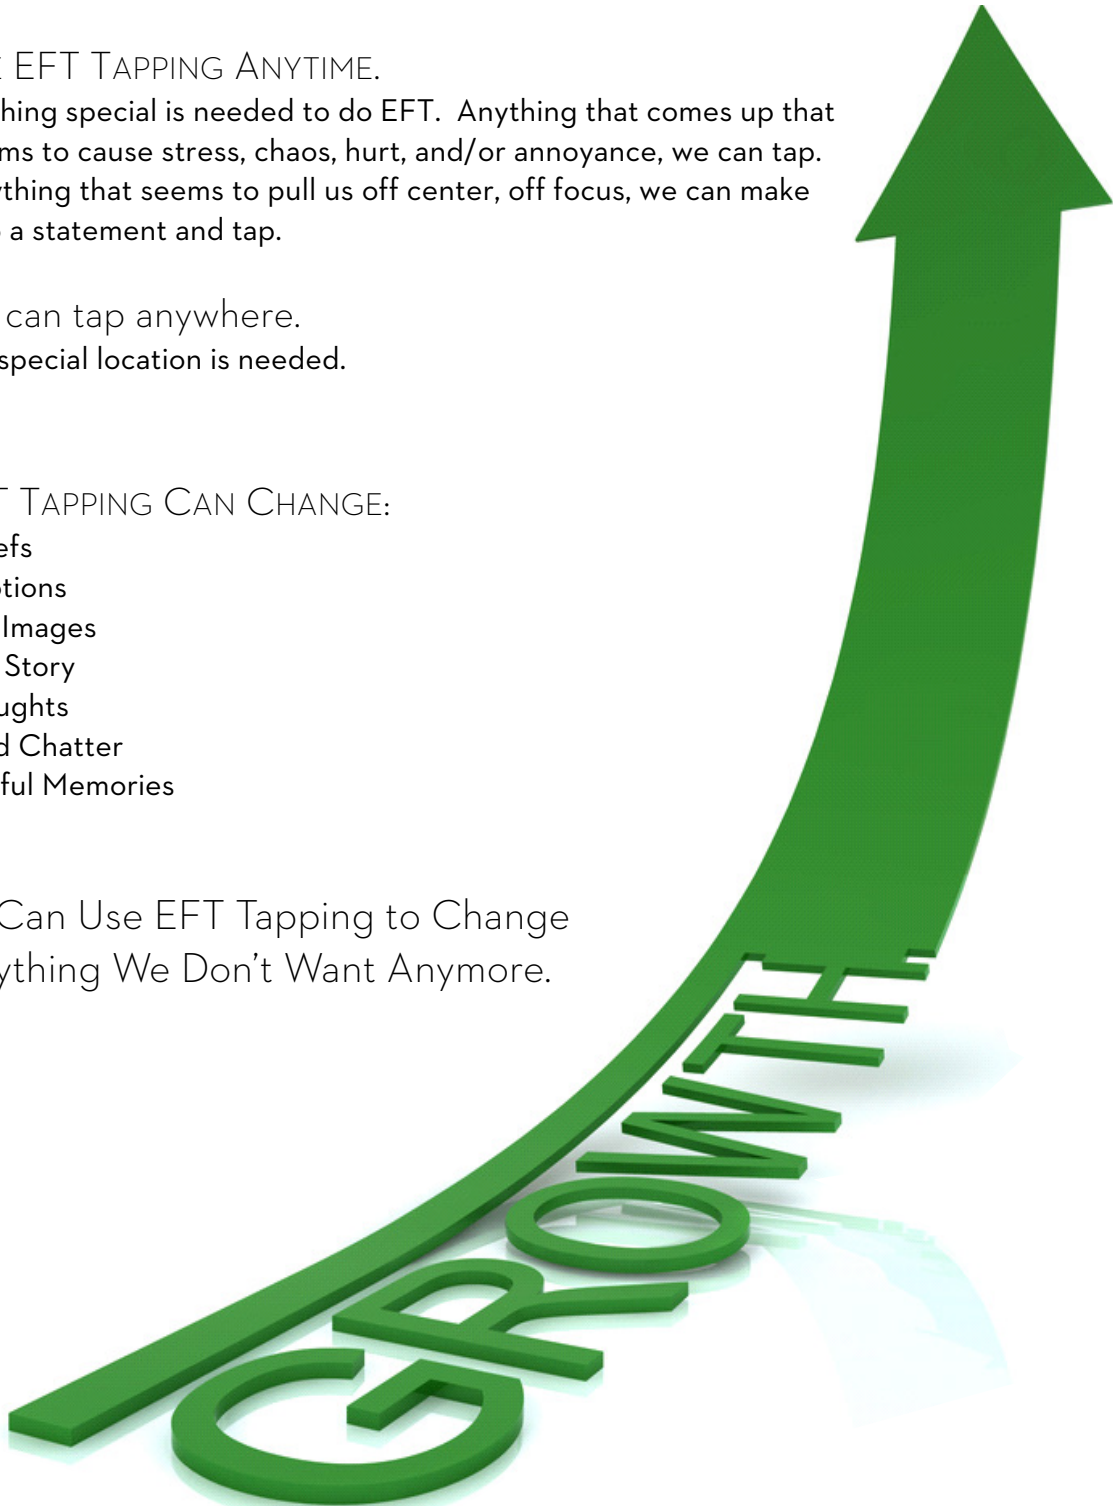 EFT TAPPING ANYTIME.
hing special is needed to do EFT. Anything that comes up that
ms to cause stress, chaos, hurt, and/or annoyance, we can tap.
ything that seems to pull us off center, off focus, we can make
a statement and tap.
can tap anywhere.
special location is needed.
TAPPING CAN CHANGE:
efs
tions
Images
Story
ughts
d Chatter
ful Memories
Can Use EFT Tapping to Change
ything We Don't Want Anymore.
GROWTH